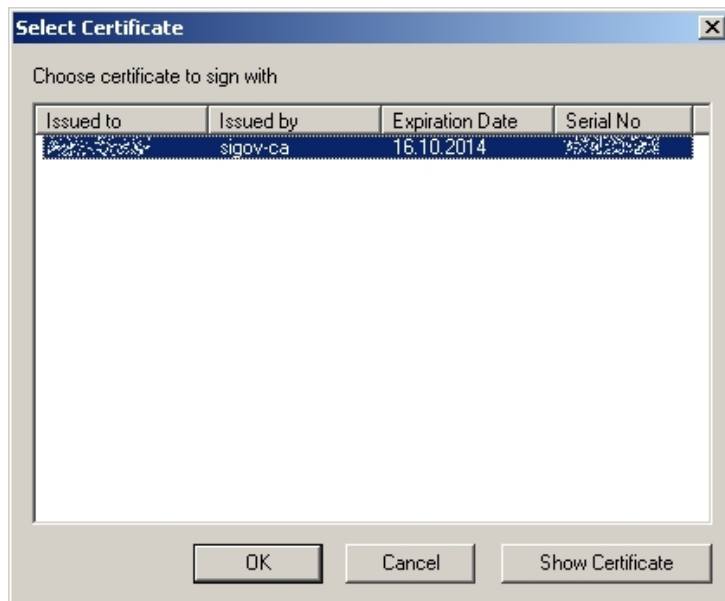 Select Certificate
Choose certificate to sign with
Issued to Issued by Expiration Date Serial No
sigov-ca 16.10.2014
OK Cancel Show Certificate